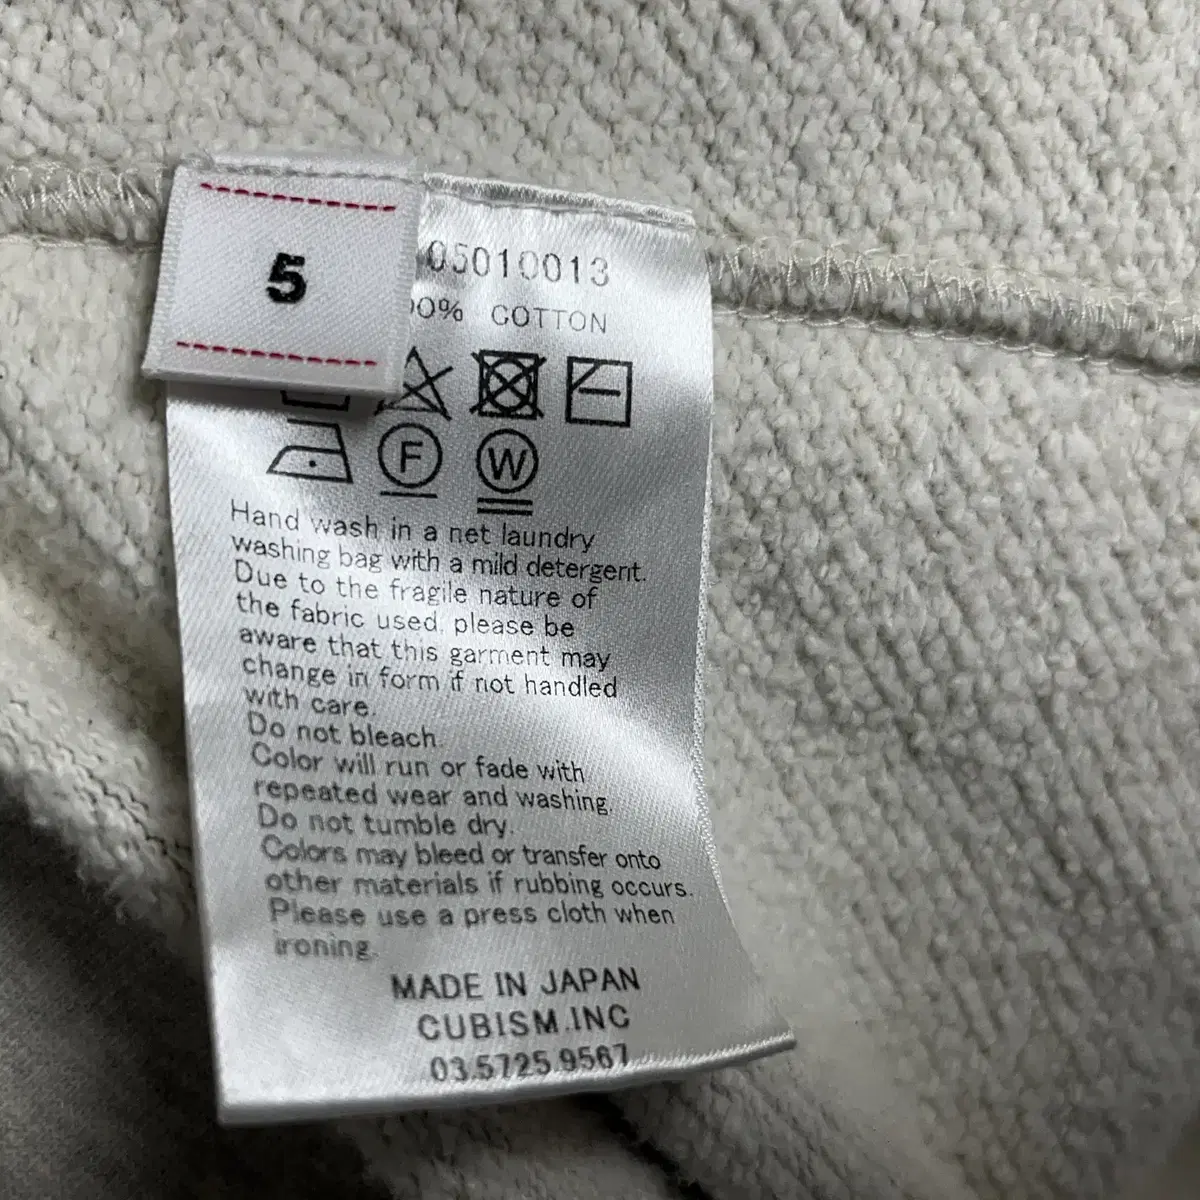 5
05010013
00% COTTON
F W
Hand wash in a net laundry
washing bag with a mild detergent.
Due to the fragile nature of
the fabric used, please be
aware that this garment may
change in form if not handled
with care.
Do not bleach.
Color will run or fade with
repeated wear and washing.
Do not tumble dry.
Colors may bleed or transfer onto
other materials if rubbing occurs.
Please use a press cloth when
ironing.
MADE IN JAPAN
CUBISM.INC
03.5725.9567